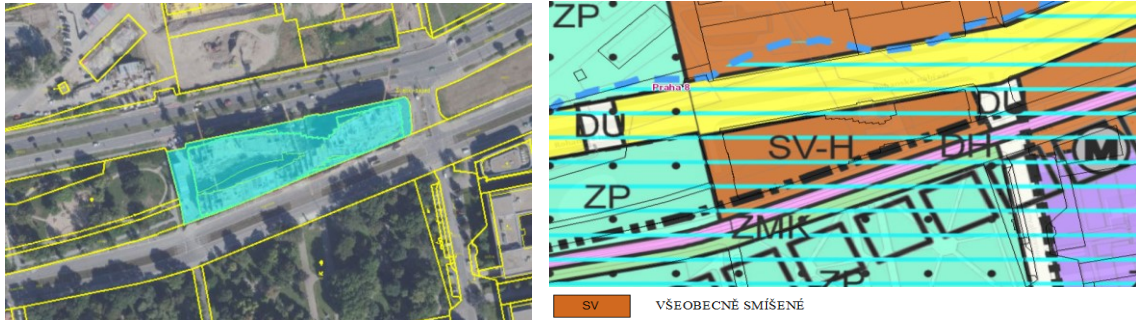 ZP
Praha 8
DU
DU
SV-H
DH
M
ZP
ZMK
ZP
SV VŠEOBECNĚ SMÍŠENÉ